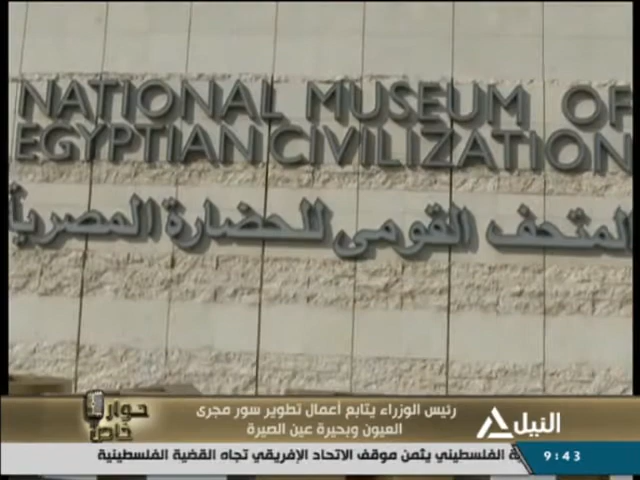 NATIONAL MUSEUM OF
EGYPTIAN CIVILIZATION
المتحف القومى للحضارة المصرية
حوار خاص
رئيس الوزراء يتابع أعمال تطوير سور مجرى
العيون وبحيرة عين الصيرة
النيل
الفلسطيني يثمن موقف الاتحاد الإفريقي تجاه القضية الفلسطينية
9:43